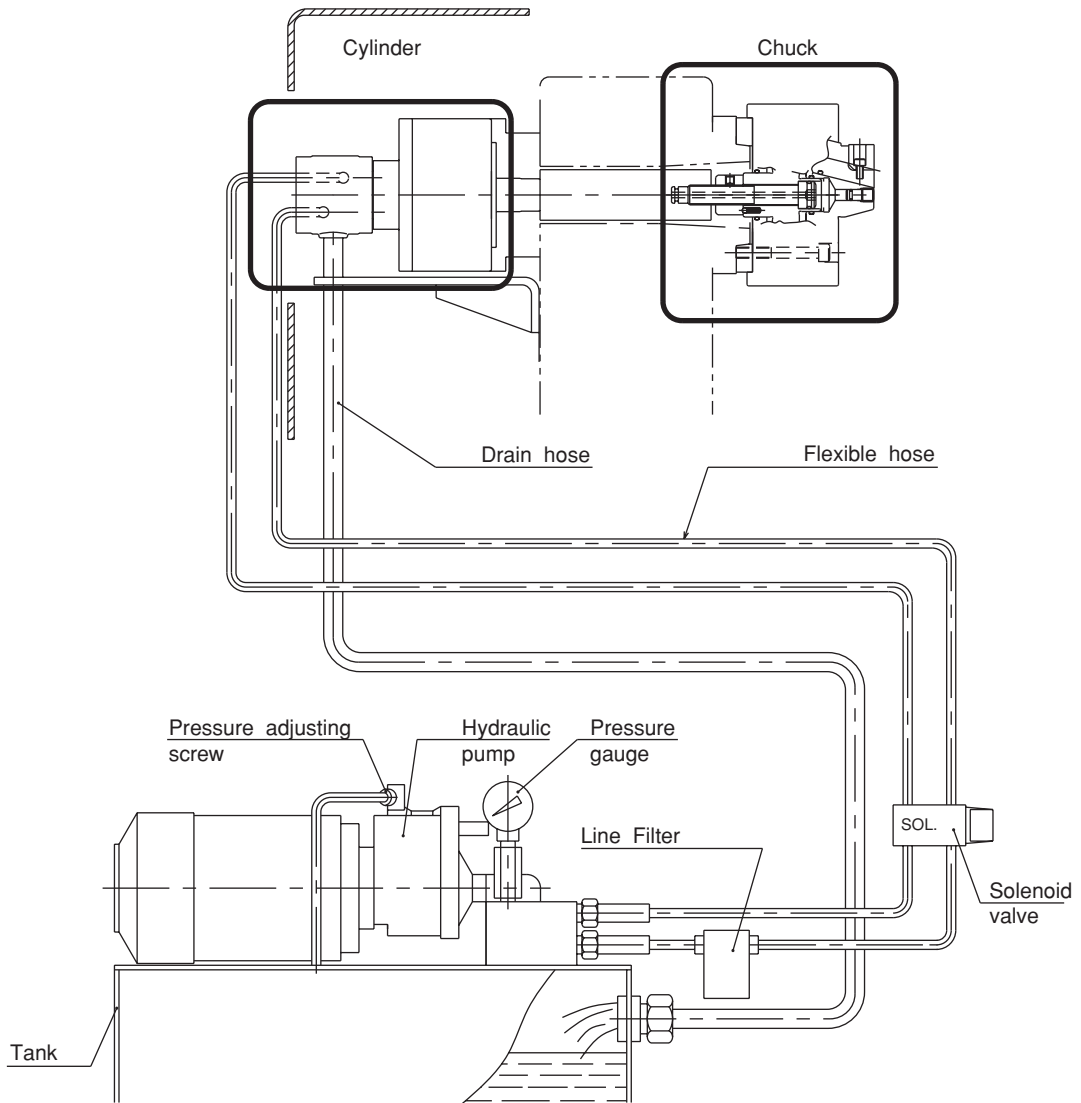 Cylinder
Chuck
Drain hose
Flexible hose
Pressure adjusting
screw
Hydraulic
pump
Pressure
gauge
Line Filter
SOL.
Solenoid
valve
Tank